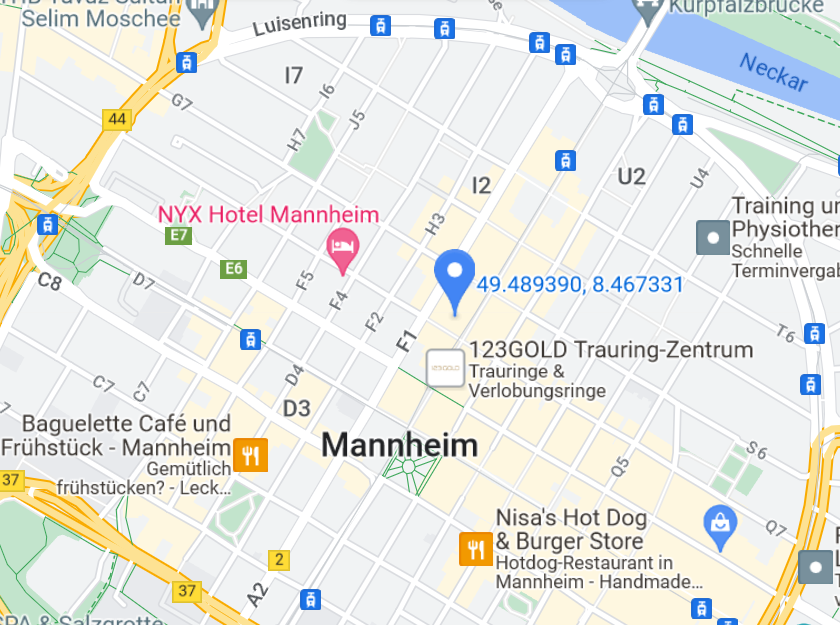 Selim Moschee
Luisenring
Kurpfalzbrücke
Neckar
I7
I6
J5
G7
H7
44
U2
U4
I2
NYX Hotel Mannheim
H3
Training
Physiother
Schnelle
Terminvergab
E7
E6
C8
D7
F5
F4
F2
F1
49.489390, 8.467331
T6
123GOLD Trauring-Zentrum
Trauringe &
Verlobungsringe
123GOLD
D4
C7
C7
D3
Baguelette Café und
Frühstück - Mannheim
Gemütlich
frühstücken? - Leck...
Mannheim
S6
Q5
37
Q7
Nisa's Hot Dog
& Burger Store
Hotdog-Restaurant in
Mannheim - Handmade...
2
37
A2
SPA & Salzgrotte